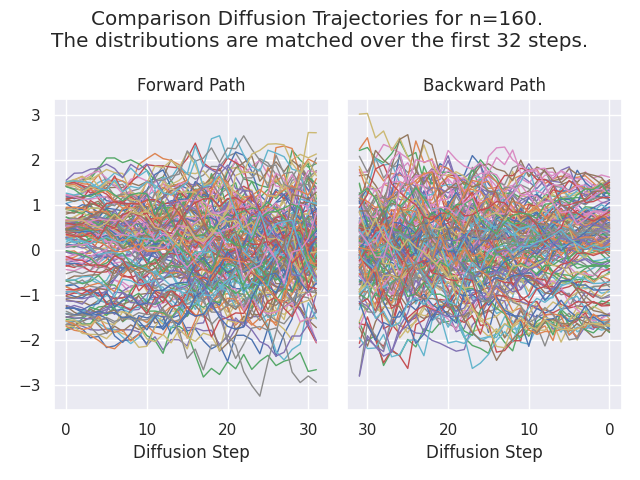 Comparison Diffusion Trajectories for n=160.
The distributions are matched over the first 32 steps.
Forward Path
Backward Path
3
2
1
0
−1
−2
−3
0
10
20
30
30
20
10
0
Diffusion Step
Diffusion Step